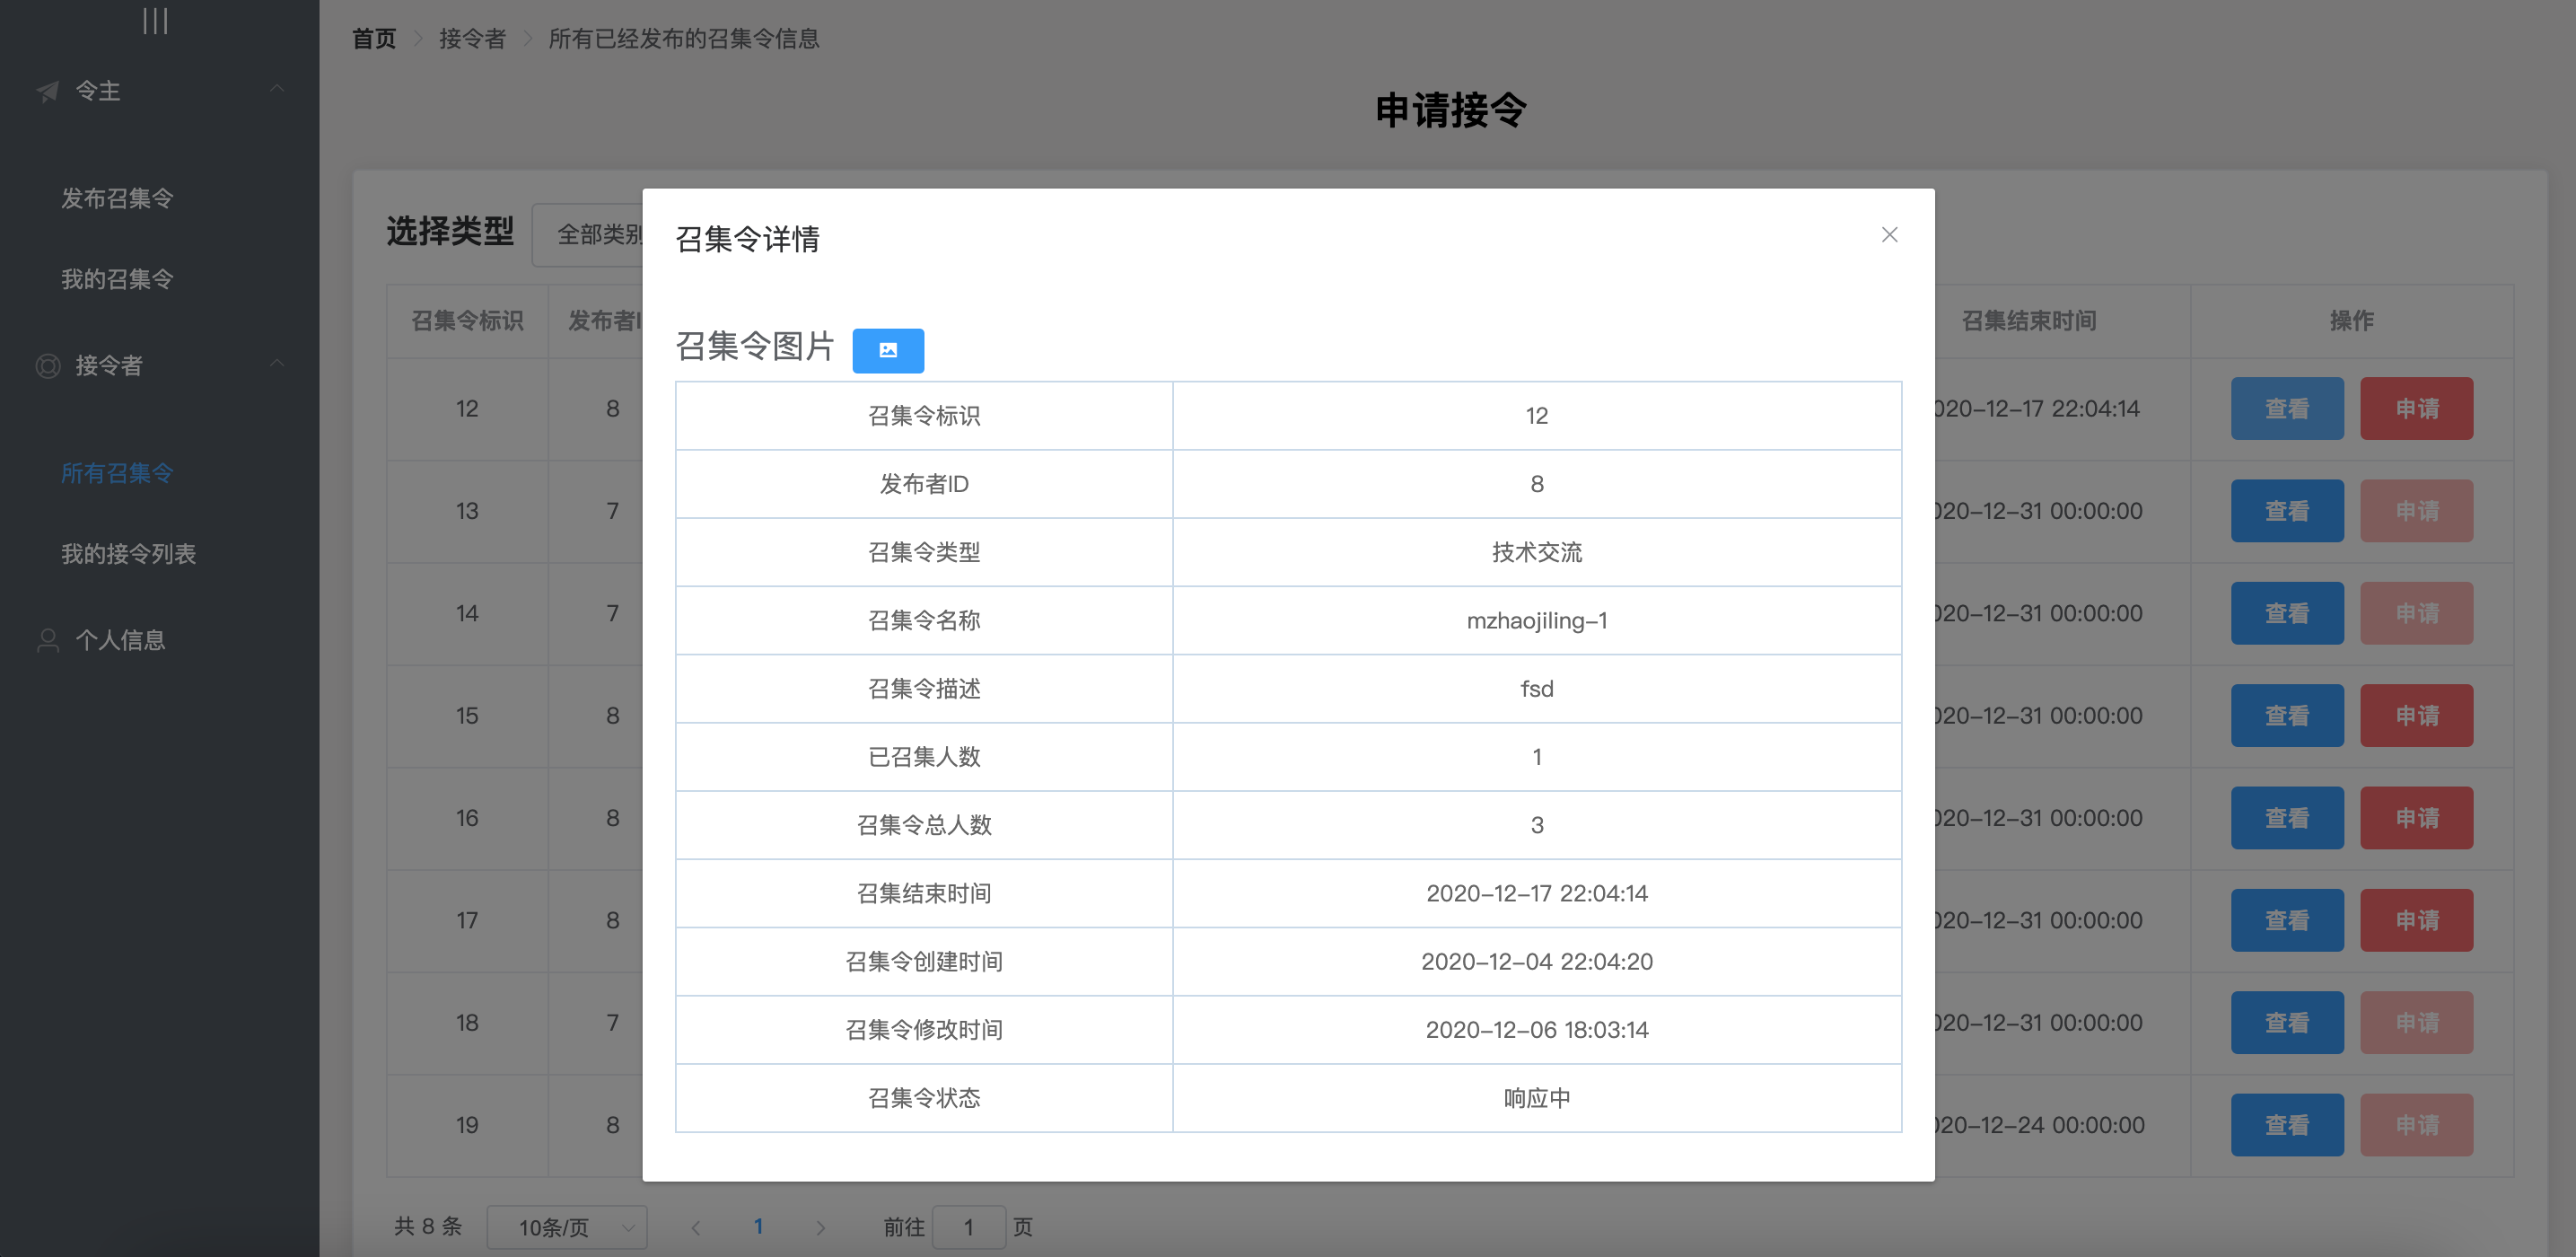 首页 > 接令者 > 所有已经发布的召集令信息
令主
发布召集令
我的召集令
接令者
所有召集令
我的接令列表
个人信息
申请接令
选择类型 全部类别
召集令标识 发布者I 召集结束时间 操作
12 8 020-12-17 22:04:14 查看 申请
13 7 020-12-31 00:00:00 查看 申请
14 7 020-12-31 00:00:00 查看 申请
15 8 020-12-31 00:00:00 查看 申请
16 8 020-12-31 00:00:00 查看 申请
17 8 020-12-31 00:00:00 查看 申请
18 7 020-12-31 00:00:00 查看 申请
19 8 020-12-24 00:00:00 查看 申请
共 8 条 10条/页 < 1 > 前往 1 页
召集令详情
召集令图片
召集令标识 12
发布者ID 8
召集令类型 技术交流
召集令名称 mzhaojiling-1
召集令描述 fsd
已召集人数 1
召集令总人数 3
召集结束时间 2020-12-17 22:04:14
召集令创建时间 2020-12-04 22:04:20
召集令修改时间 2020-12-06 18:03:14
召集令状态 响应中